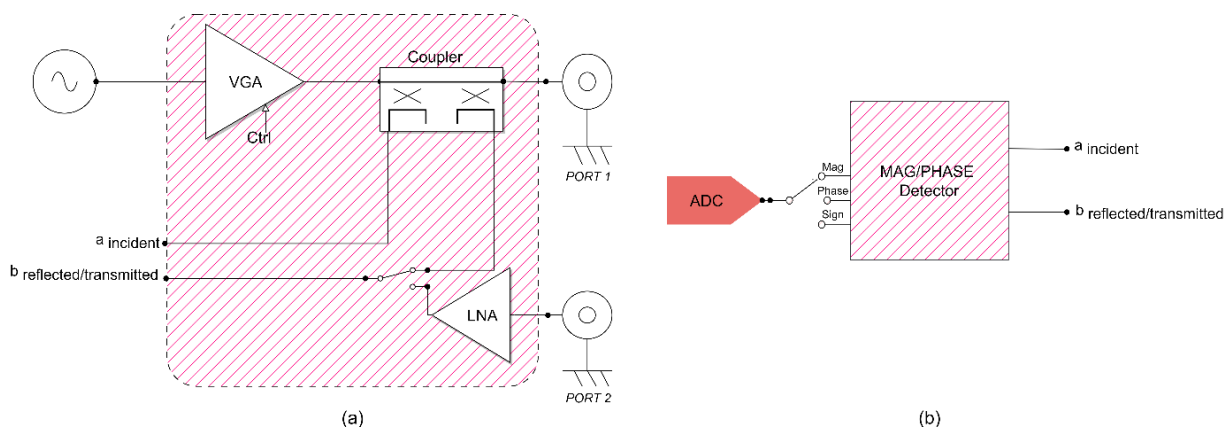 VGA
Ctrl
Coupler
PORT 1
a incident
b reflected/transmitted
LNA
PORT 2
(a)
ADC
Mag
Phase
Sign
MAG/PHASE
Detector
a incident
b reflected/transmitted
(b)